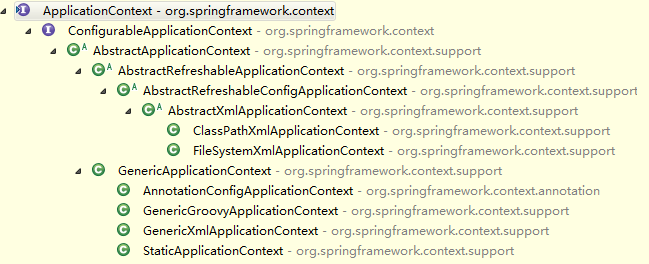 ApplicationContext - org.springframework.context
ConfigurableApplicationContext - org.springframework.context
AbstractApplicationContext - org.springframework.context.support
AbstractRefreshableApplicationContext - org.springframework.context.support
AbstractRefreshableConfigApplicationContext - org.springframework.context.support
AbstractXmlApplicationContext - org.springframework.context.support
ClassPathXmlApplicationContext - org.springframework.context.support
FileSystemXmlApplicationContext - org.springframework.context.support
GenericApplicationContext - org.springframework.context.support
AnnotationConfigApplicationContext - org.springframework.context.annotation
GenericGroovyApplicationContext - org.springframework.context.support
GenericXmlApplicationContext - org.springframework.context.support
StaticApplicationContext - org.springframework.context.support